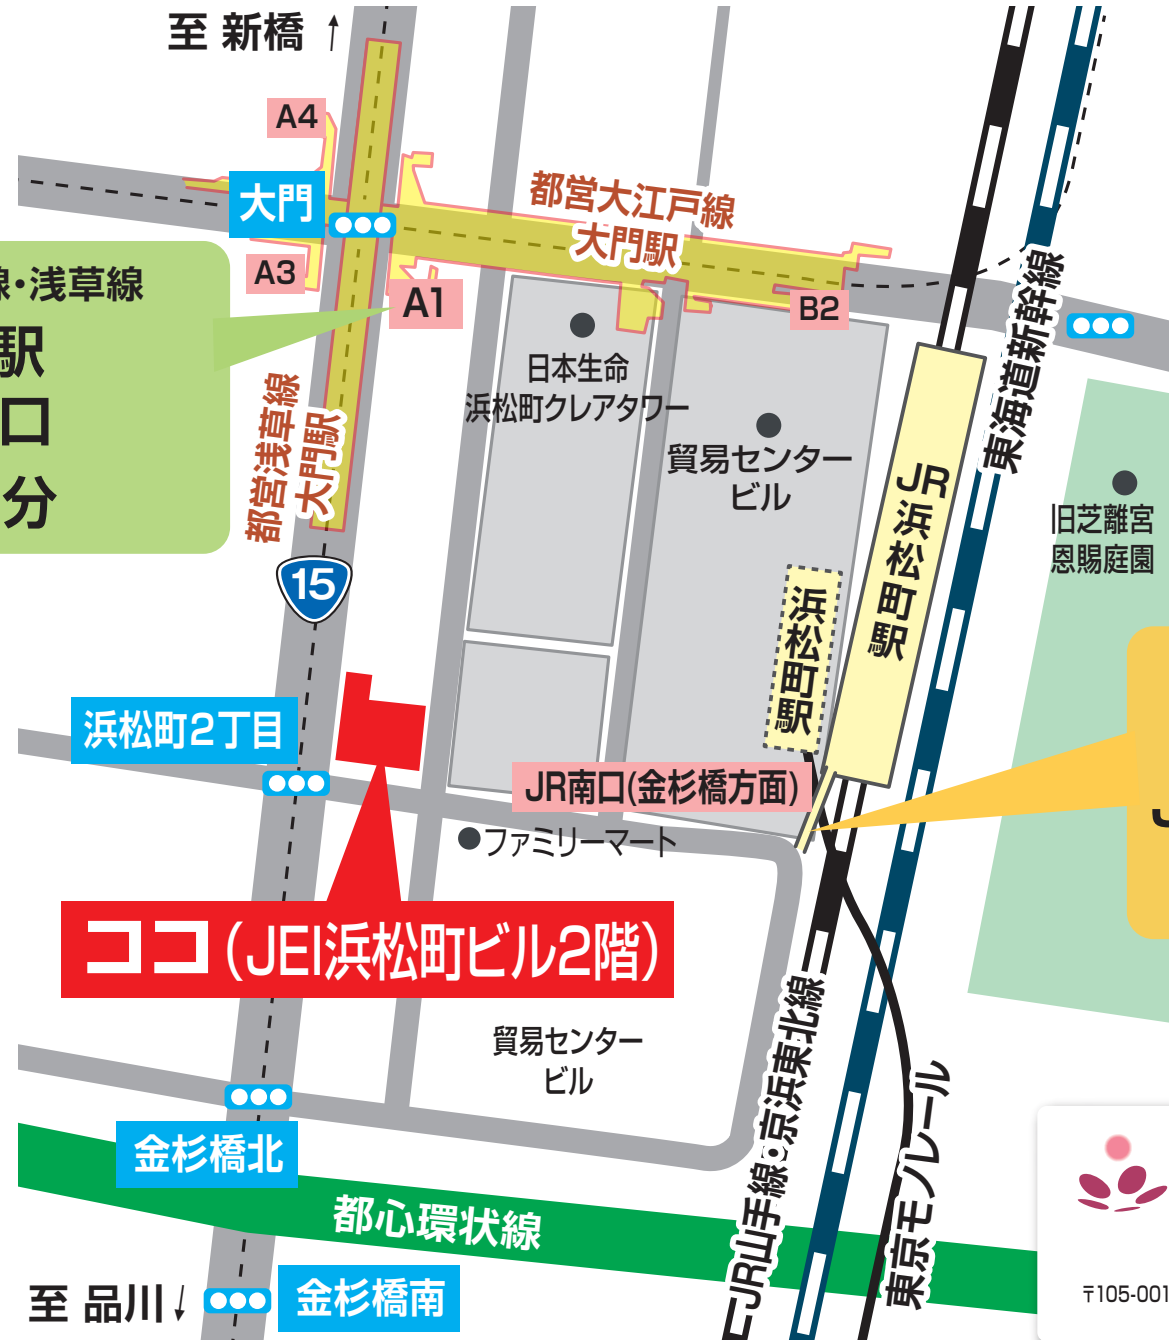 至 新橋 ↑
A4
大門
都営大江戸線
大門駅
A3
A1
B2
線・浅草線
駅
口
分
都営浅草線
大門駅
日本生命
浜松町クレアタワー
貿易センター
ビル
JR浜松町駅
浜松町駅
東海道新幹線
旧芝離宮
恩賜庭園
15
浜松町2丁目
JR南口(金杉橋方面)
ファミリーマート
J
ココ(JEI浜松町ビル2階)
貿易センター
ビル
JR山手線・京浜東北線
東京モノレール
金杉橋北
都心環状線
至 品川 ↓
金杉橋南
〒105-001